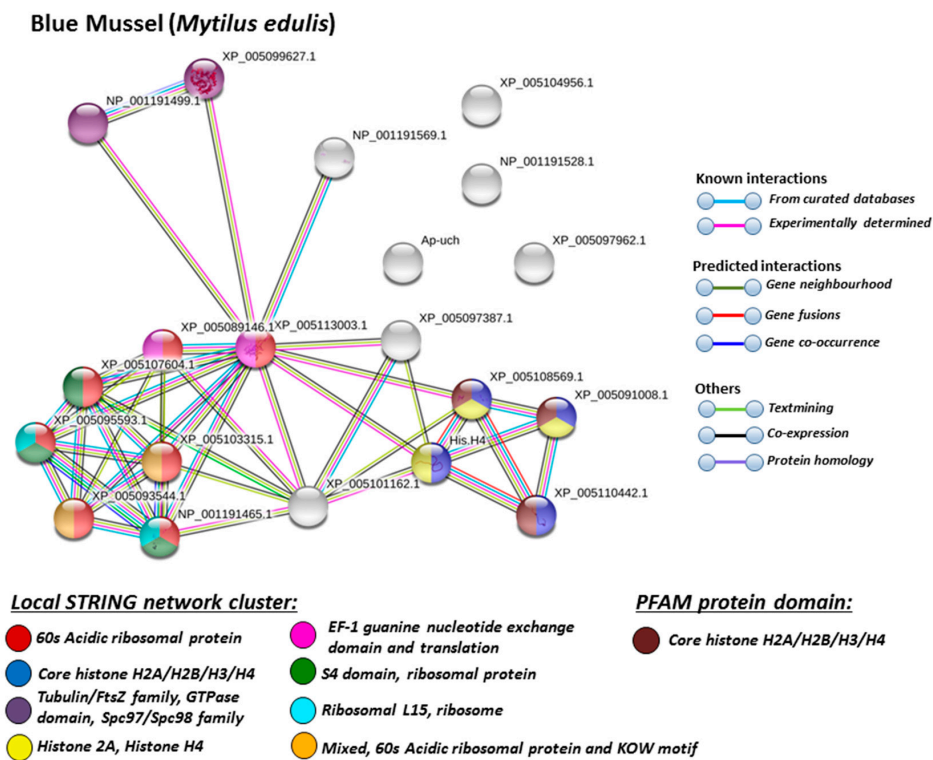 Blue Mussel (Mytilus edulis)
XP_005099627.1
NP_001191499.1
XP_005104956.1
NP_001191569.1
NP_001191528.1
Ap-uch
XP_005097962.1
XP_005089146.1
XP_005113003.1
XP_005097387.1
XP_005107604.1
XP_005108569.1
XP_005091008.1
XP_005095593.1
XP_005103315.1
His.H4
XP_005101162.1
XP_005093544.1
NP_001191465.1
XP_005110442.1
Known interactions
From curated databases
Experimentally determined
Predicted interactions
Gene neighbourhood
Gene fusions
Gene co-occurrence
Others
Textmining
Co-expression
Protein homology
Local STRING network cluster:
60s Acidic ribosomal protein
Core histone H2A/H2B/H3/H4
Tubulin/FtsZ family, GTPase
domain, Spc97/Spc98 family
Histone 2A, Histone H4
EF-1 guanine nucleotide exchange
domain and translation
S4 domain, ribosomal protein
Ribosomal L15, ribosome
Mixed, 60s Acidic ribosomal protein and KOW motif
PFAM protein domain:
Core histone H2A/H2B/H3/H4